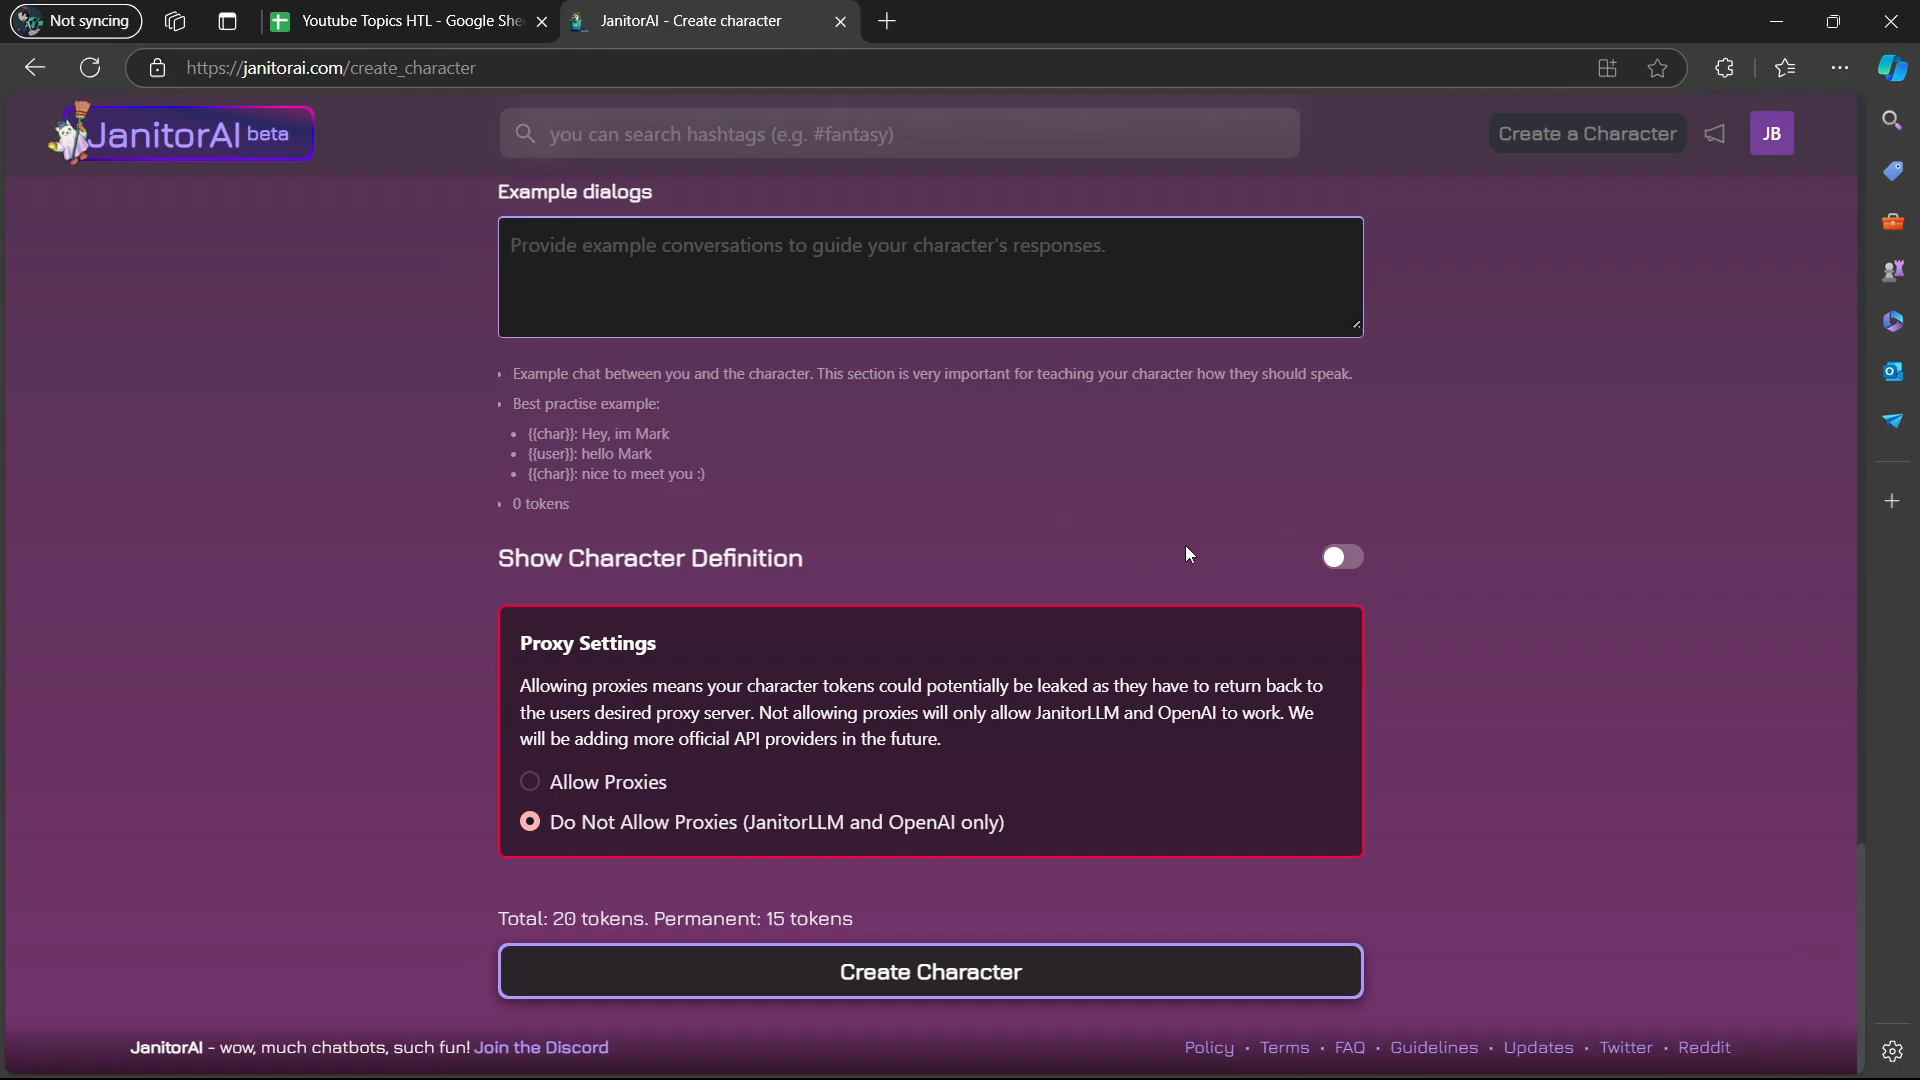 Not syncing
Youtube Topics HTL - Google She
JanitorAI - Create character
https://janitorai.com/create_character
JanitorAI beta
you can search hashtags (e.g. #fantasy)
Create a Character
JB
Example dialogs
Provide example conversations to guide your character's responses.
Example chat between you and the character. This section is very important for teaching your character how they should speak.
Best practise example:
{{char}}: Hey, im Mark
{{user}}: hello Mark
{{char}}: nice to meet you :)
0 tokens
Show Character Definition
Proxy Settings
Allowing proxies means your character tokens could potentially be leaked as they have to return back to
the users desired proxy server. Not allowing proxies will only allow JanitorLLM and OpenAI to work. We
will be adding more official API providers in the future.
Allow Proxies
Do Not Allow Proxies (JanitorLLM and OpenAI only)
Total: 20 tokens. Permanent: 15 tokens
Create Character
JanitorAI - wow, much chatbots, such fun! Join the Discord
Policy • Terms • FAQ • Guidelines • Updates • Twitter • Reddit